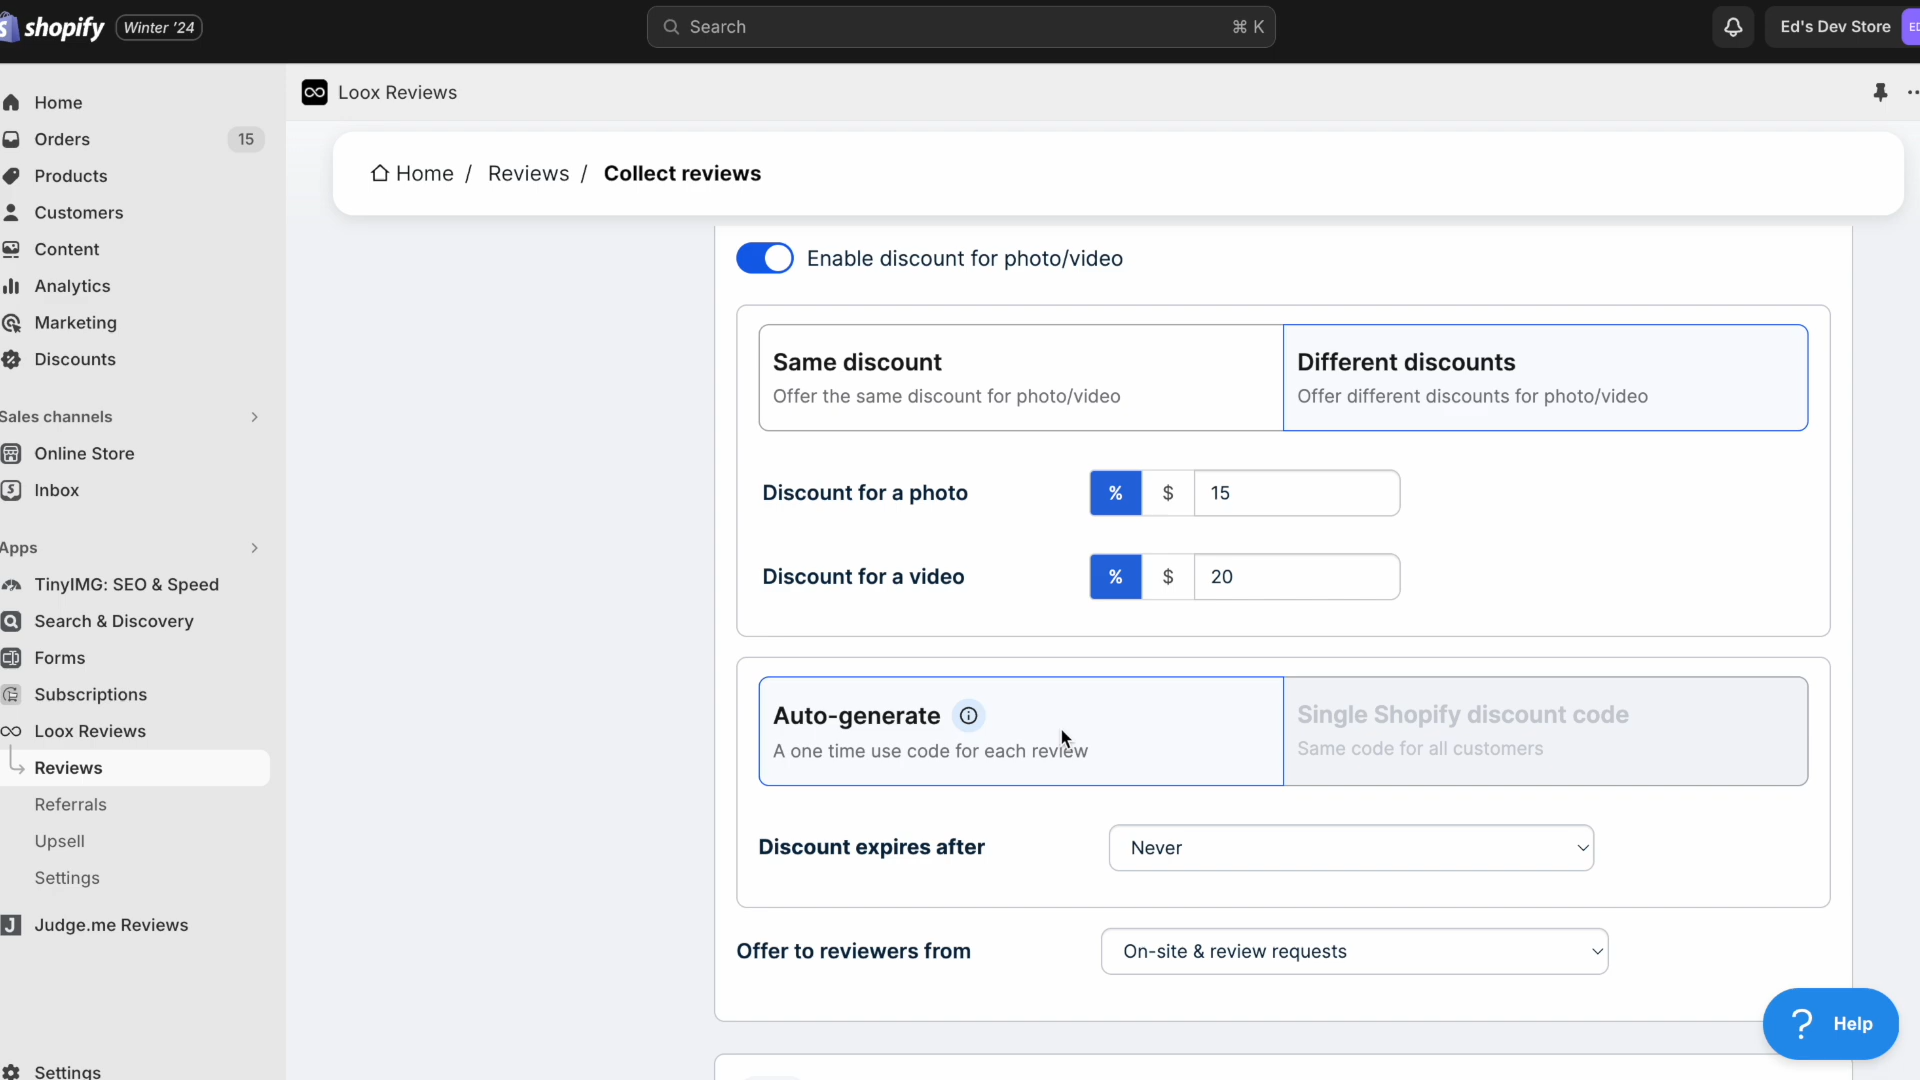 shopify Winter '24
Search ⌘ K
Ed's Dev Store
Home
Orders 15
Products
Customers
Content
Analytics
Marketing
Discounts
Sales channels
Online Store
Inbox
Apps
TinyIMG: SEO & Speed
Search & Discovery
Forms
Subscriptions
Loox Reviews
Reviews
Referrals
Upsell
Settings
Judge.me Reviews
Settings
Loox Reviews
Home / Reviews / Collect reviews
Enable discount for photo/video
Same discount
Offer the same discount for photo/video
Different discounts
Offer different discounts for photo/video
Discount for a photo % $ 15
Discount for a video % $ 20
Auto-generate
A one time use code for each review
Single Shopify discount code
Same code for all customers
Discount expires after Never
Offer to reviewers from On-site & review requests
? Help